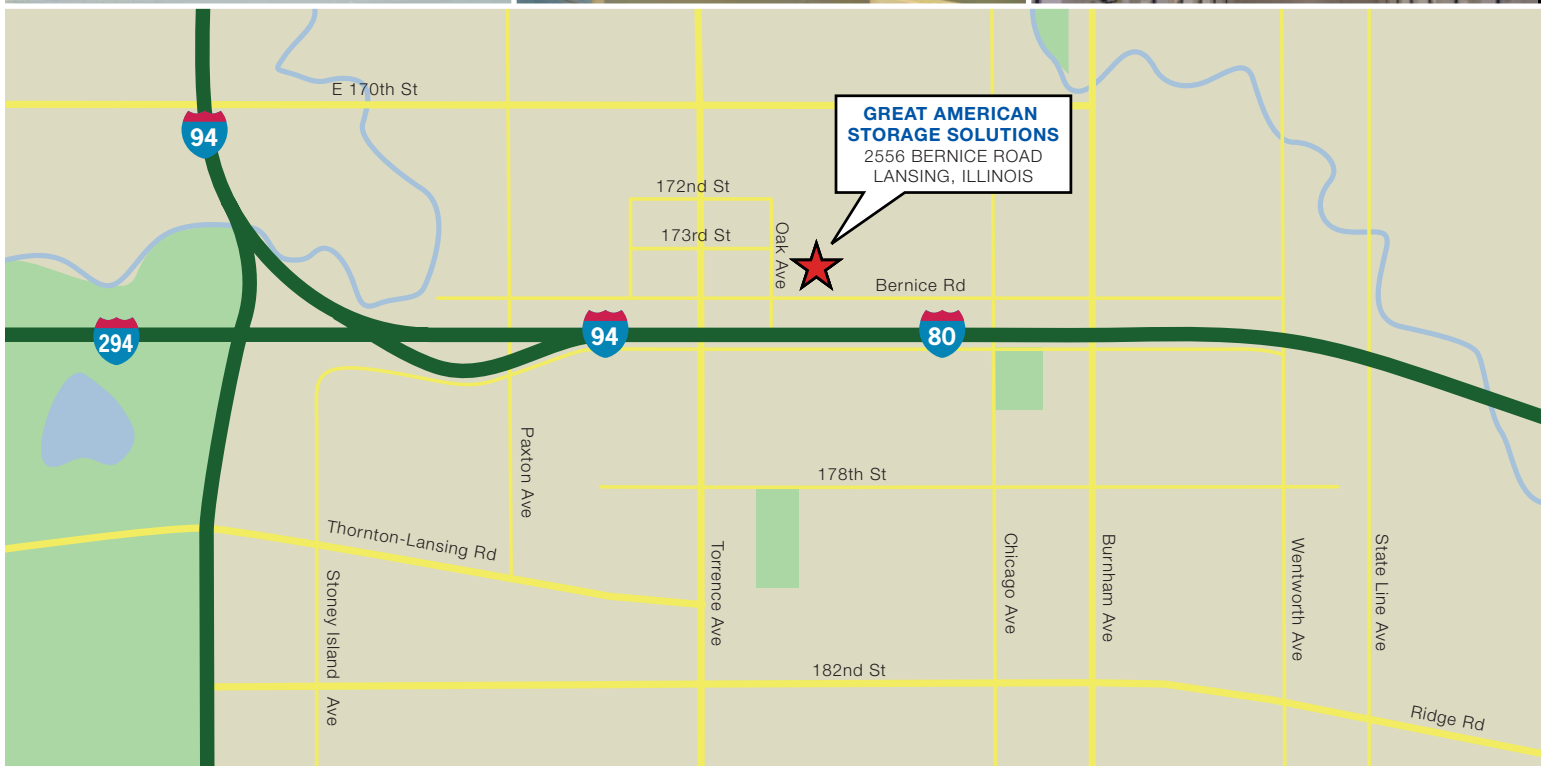 E 170th St
94
GREAT AMERICAN
STORAGE SOLUTIONS
2556 BERNICE ROAD
LANSING, ILLINOIS
172nd St
173rd St
Oak Ave
Bernice Rd
294
94
80
Paxton Ave
178th St
Thornton-Lansing Rd
Stoney Island Ave
Torrence Ave
Chicago Ave
Burnham Ave
Wentworth Ave
State Line Ave
182nd St
Ridge Rd